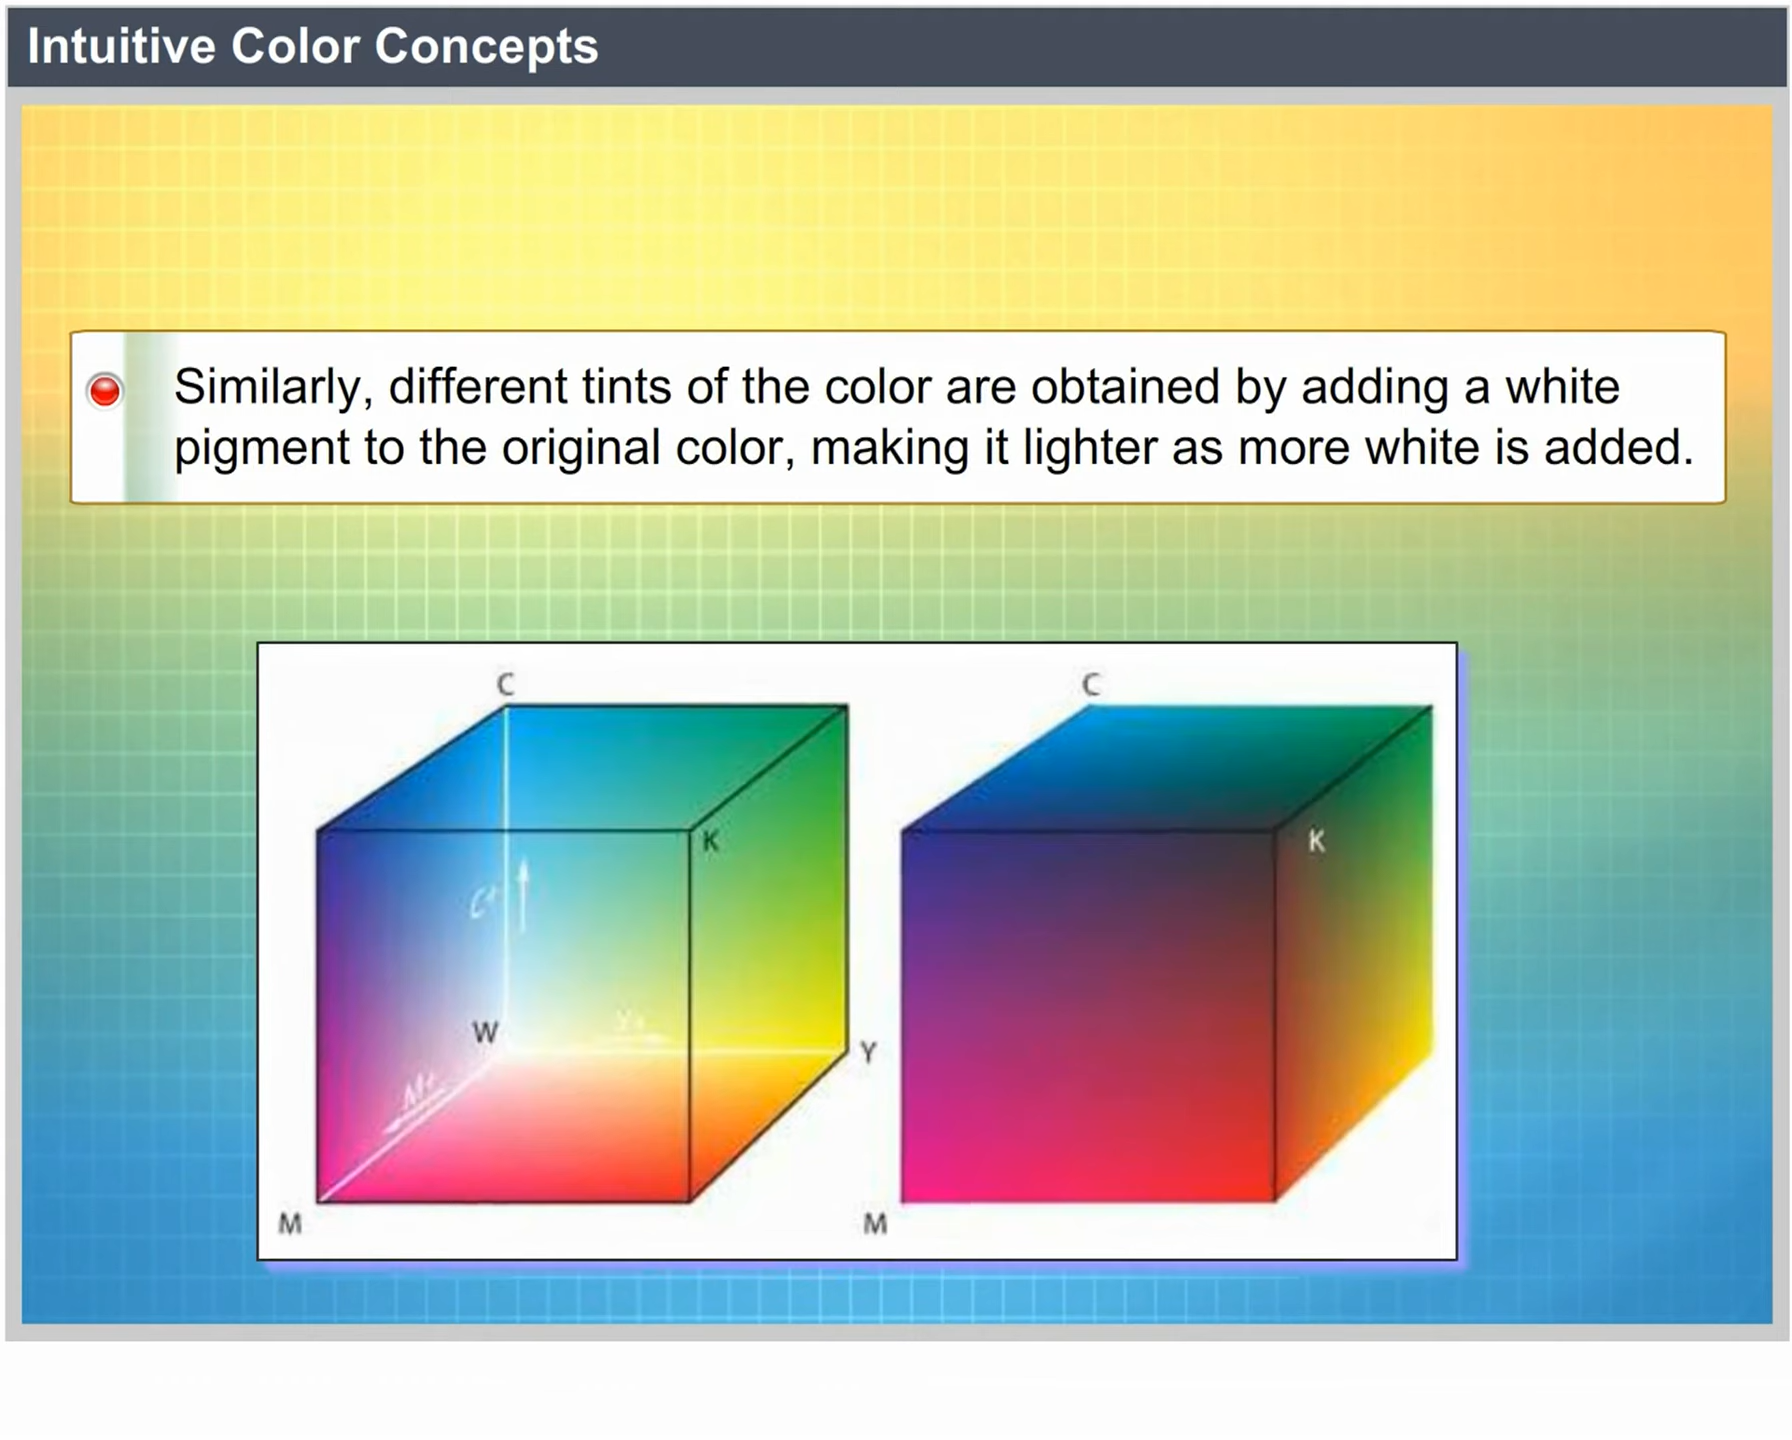 Intuitive Color Concepts
Similarly, different tints of the color are obtained by adding a white
pigment to the original color, making it lighter as more white is added.
C
C
K
K
C+
W
Y+
Y
M+
M
M